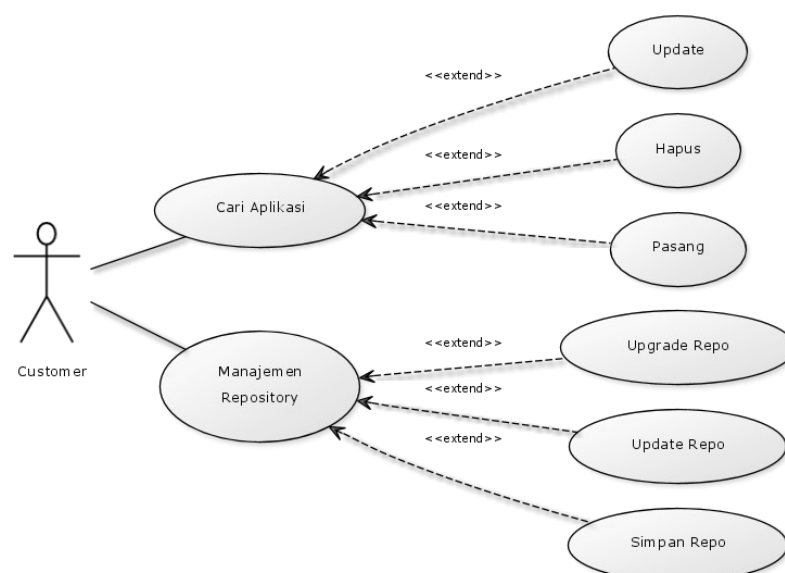 Update
<<extend>>
Hapus
<<extend>>
Cari Aplikasi
<<extend>>
Pasang
Customer
<<extend>>
Upgrade Repo
Manajemen
Repository
<<extend>>
Update Repo
<<extend>>
Simpan Repo